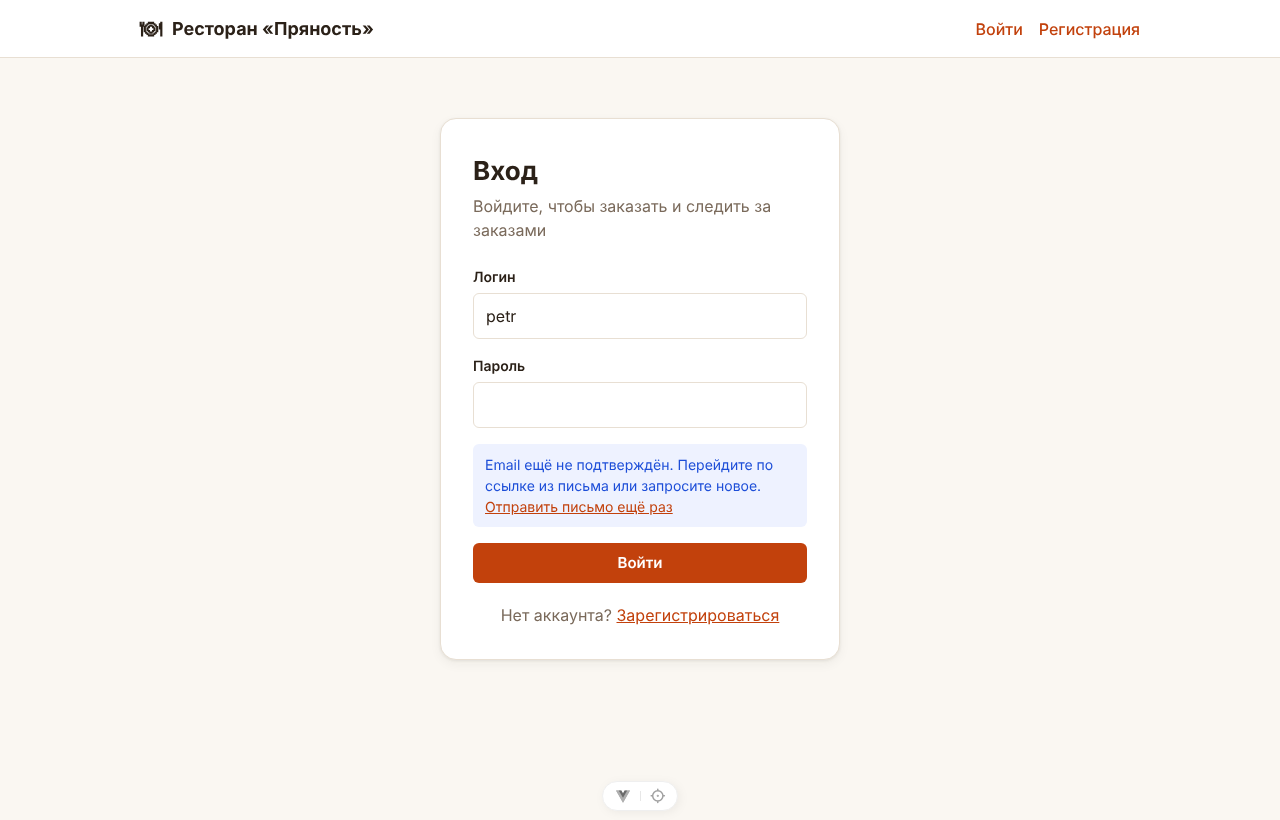 Ресторан «Пряность»
Войти Регистрация
Вход
Войдите, чтобы заказать и следить за
заказами
Логин
petr
Пароль
Email ещё не подтверждён. Перейдите по
ссылке из письма или запросите новое.
Отправить письмо ещё раз
Войти
Нет аккаунта? Зарегистрироваться